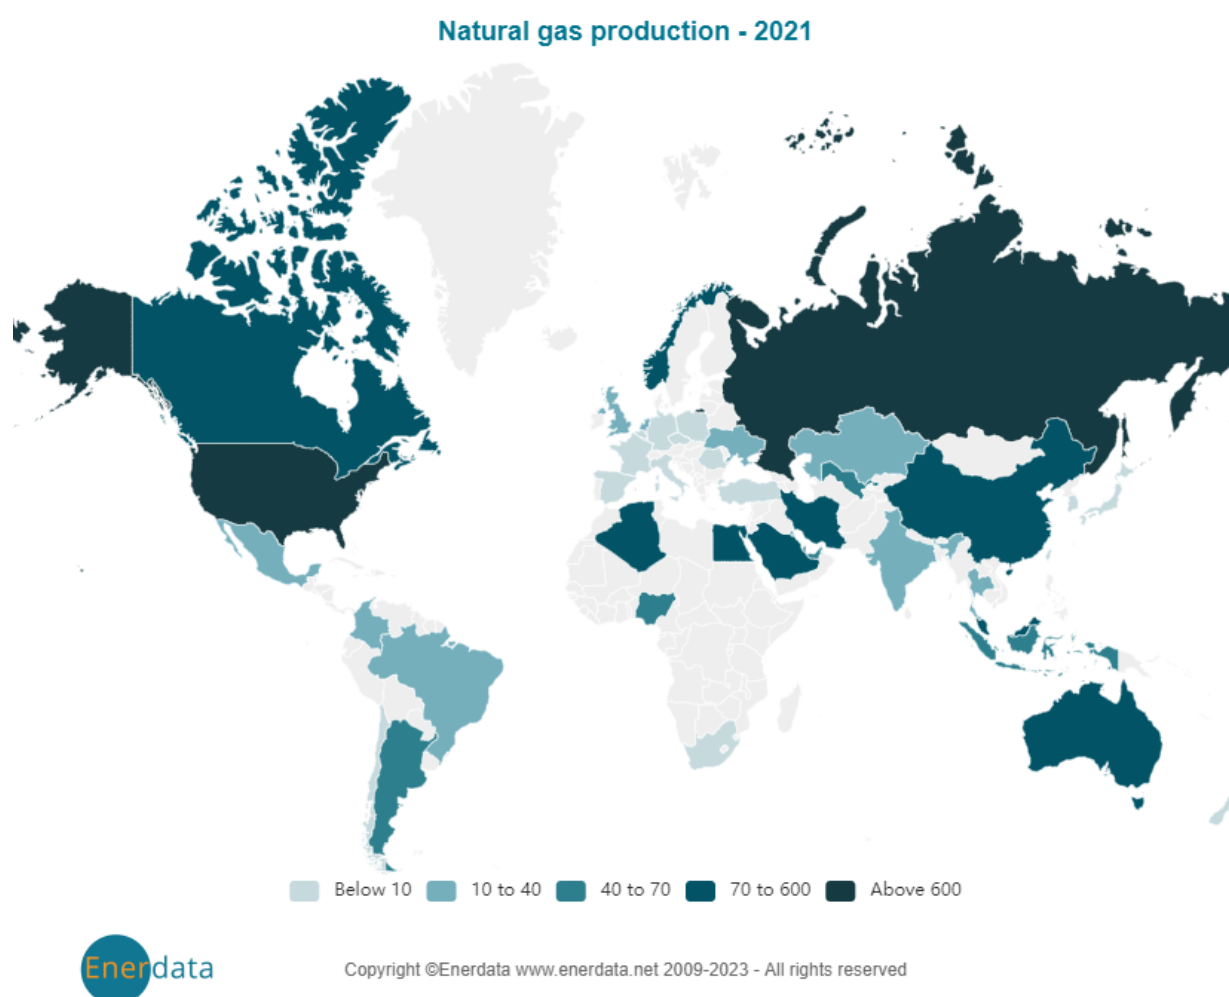 Natural gas production - 2021
Below 10 10 to 40 40 to 70 70 to 600 Above 600
Enerdata
Copyright ©Enerdata www.enerdata.net 2009-2023 - All rights reserved